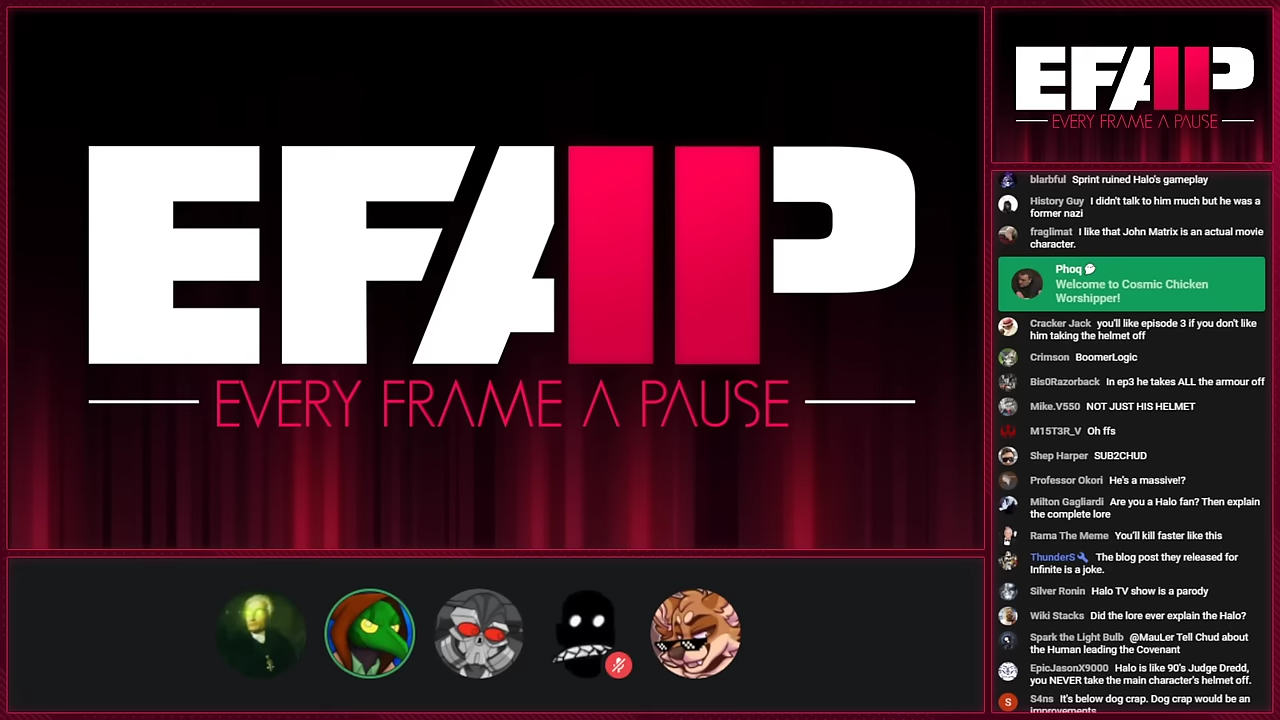 EFAP
EVERY FRAME A PAUSE
EFAP
EVERY FRAME A PAUSE
blarbful Sprint ruined Halo's gameplay
History Guy I didn't talk to him much but he was a
former nazi
fraglimat I like that John Matrix is an actual movie
character.
Phoq
Welcome to Cosmic Chicken
Worshipper!
Cracker Jack you'll like episode 3 if you don't like
him taking the helmet off
Crimson BoomerLogic
Bis0Razorback In ep3 he takes ALL the armour off
Mike.V550 NOT JUST HIS HELMET
M15T3R_V Oh ffs
Shep Harper SUB2CHUD
Professor Okori He's a massive!?
Milton Gagliardi Are you a Halo fan? Then explain
the complete lore
Rama The Meme You'll kill faster like this
ThunderS The blog post they released for
Infinite is a joke.
Silver Ronin Halo TV show is a parody
Wiki Stacks Did the lore ever explain the Halo?
Spark the Light Bulb @MauLer Tell Chud about
the Human leading the Covenant
EpicJasonX9000 Halo is like 90's Judge Dredd,
you NEVER take the main character's helmet off.
S
S4ns It's below dog crap. Dog crap would be an
improvements